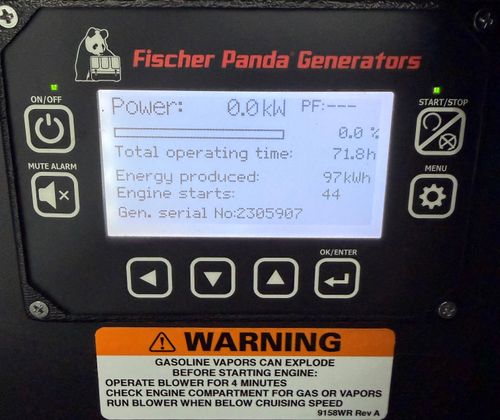 Fischer Panda Generators
ON/OFF
START/STOP
Power: 0.0kW PF:---
0.0 %
Total operating time: 71.8h
MUTE ALARM
MENU
Energy produced: 97kWh
Engine starts: 44
Gen. serial No:2305907
OK/ENTER
WARNING
GASOLINE VAPORS CAN EXPLODE
BEFORE STARTING ENGINE:
OPERATE BLOWER FOR 4 MINUTES
CHECK ENGINE COMPARTMENT FOR GAS OR VAPORS
RUN BLOWER WHEN BELOW CRUISING SPEED
9158WR Rev A